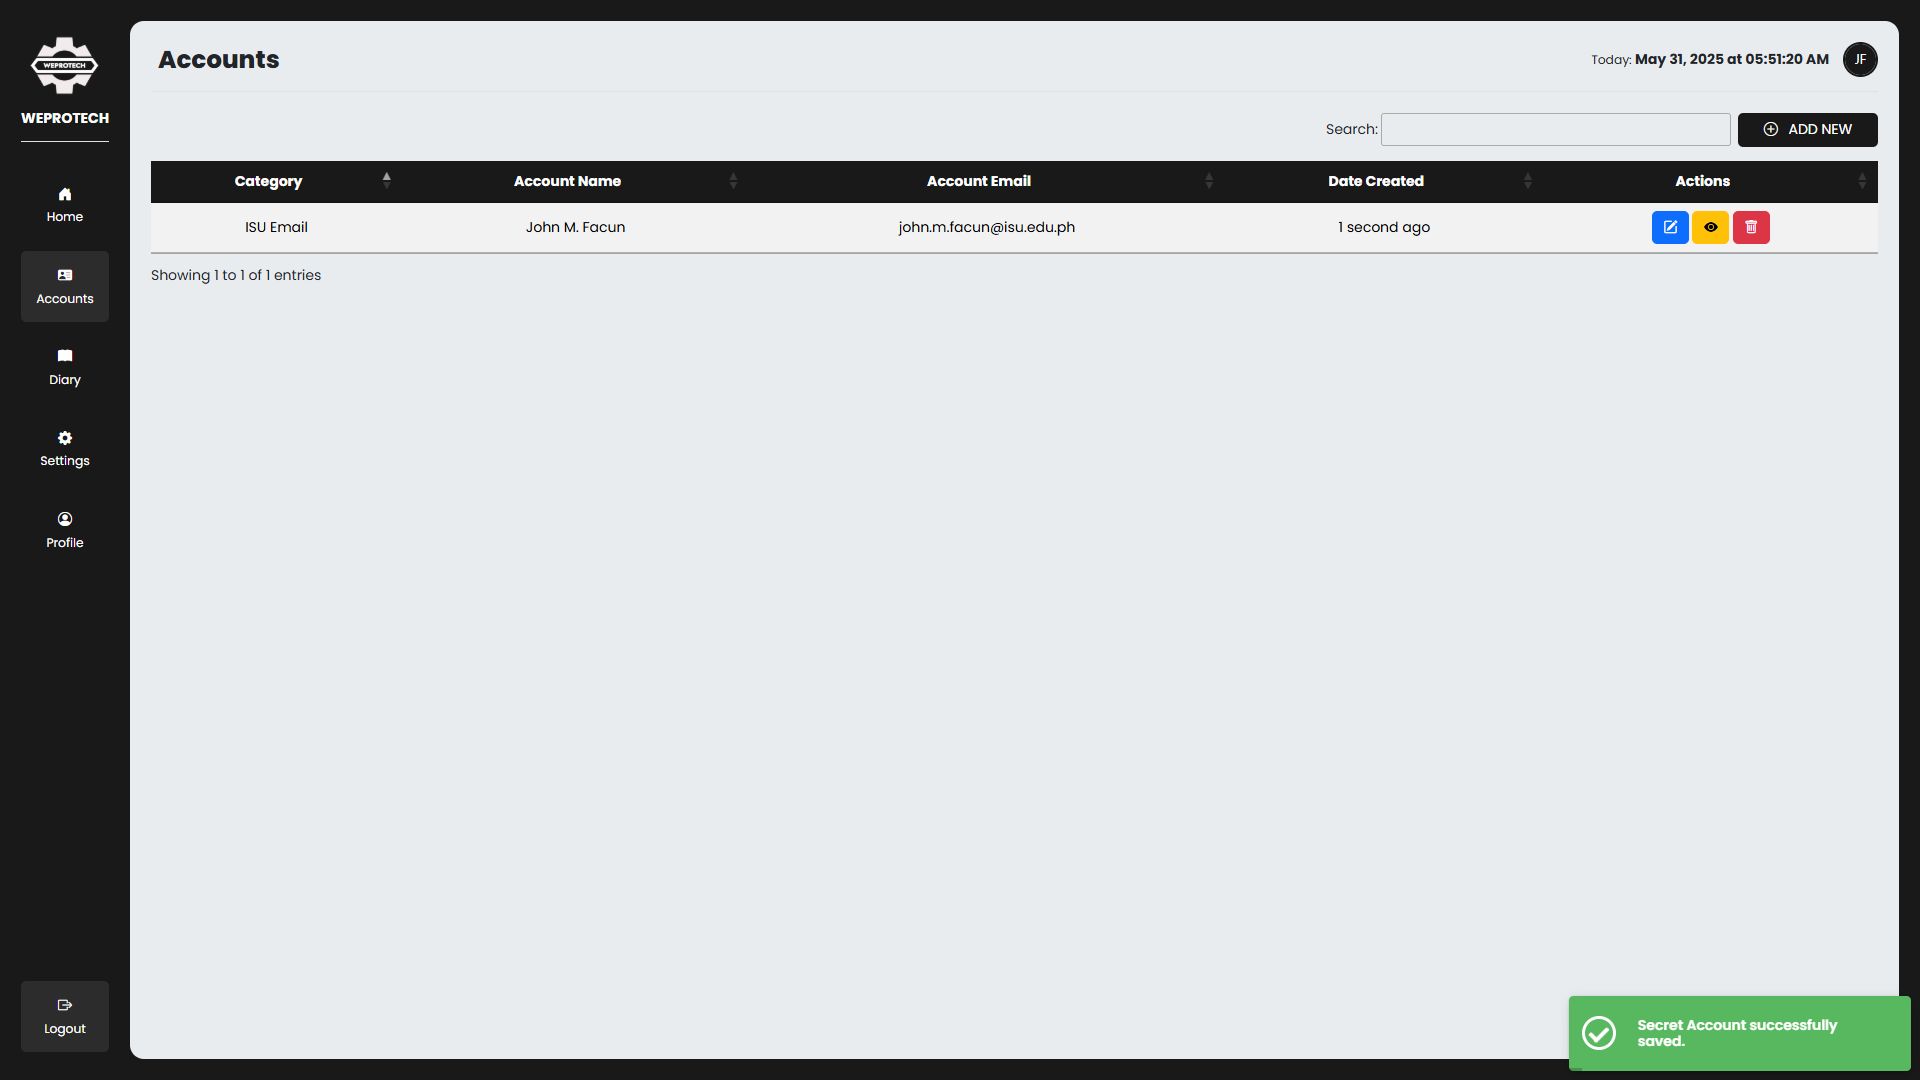 WEPROTECH
WEPROTECH
Home
Accounts
Diary
Settings
Profile
Logout
Accounts
Today: May 31, 2025 at 05:51:20 AM
JF
Search:
ADD NEW
Category Account Name Account Email Date Created Actions
ISU Email John M. Facun john.m.facun@isu.edu.ph 1 second ago
Showing 1 to 1 of 1 entries
Secret Account successfully
saved.